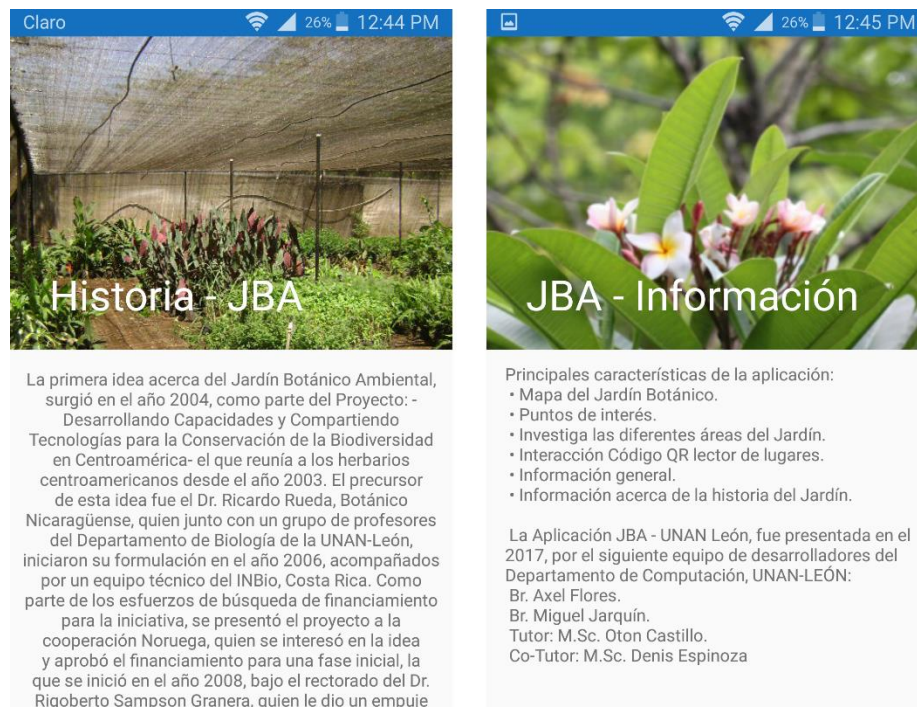 Claro 26% 12:44 PM
Historia - JBA
La primera idea acerca del Jardín Botánico Ambiental,
surgió en el año 2004, como parte del Proyecto: -
Desarrollando Capacidades y Compartiendo
Tecnologías para la Conservación de la Biodiversidad
en Centroamérica- el que reunía a los herbarios
centroamericanos desde el año 2003. El precursor
de esta idea fue el Dr. Ricardo Rueda, Botánico
Nicaragüense, quien junto con un grupo de profesores
del Departamento de Biología de la UNAN-León,
iniciaron su formulación en el año 2006, acompañados
por un equipo técnico del INBio, Costa Rica. Como
parte de los esfuerzos de búsqueda de financiamiento
para la iniciativa, se presentó el proyecto a la
cooperación Noruega, quien se interesó en la idea
y aprobó el financiamiento para una fase inicial, la
que se inició en el año 2008, bajo el rectorado del Dr.
Rigoberto Sampson Granera, quien le dio un empuje
26% 12:45 PM
JBA - Información
Principales características de la aplicación:
• Mapa del Jardín Botánico.
• Puntos de interés.
• Investiga las diferentes áreas del Jardín.
• Interacción Código QR lector de lugares.
• Información general.
• Información acerca de la historia del Jardín.
La Aplicación JBA - UNAN León, fue presentada en el
2017, por el siguiente equipo de desarrolladores del
Departamento de Computación, UNAN-LEÓN:
Br. Axel Flores.
Br. Miguel Jarquín.
Tutor: M.Sc. Oton Castillo.
Co-Tutor: M.Sc. Denis Espinoza